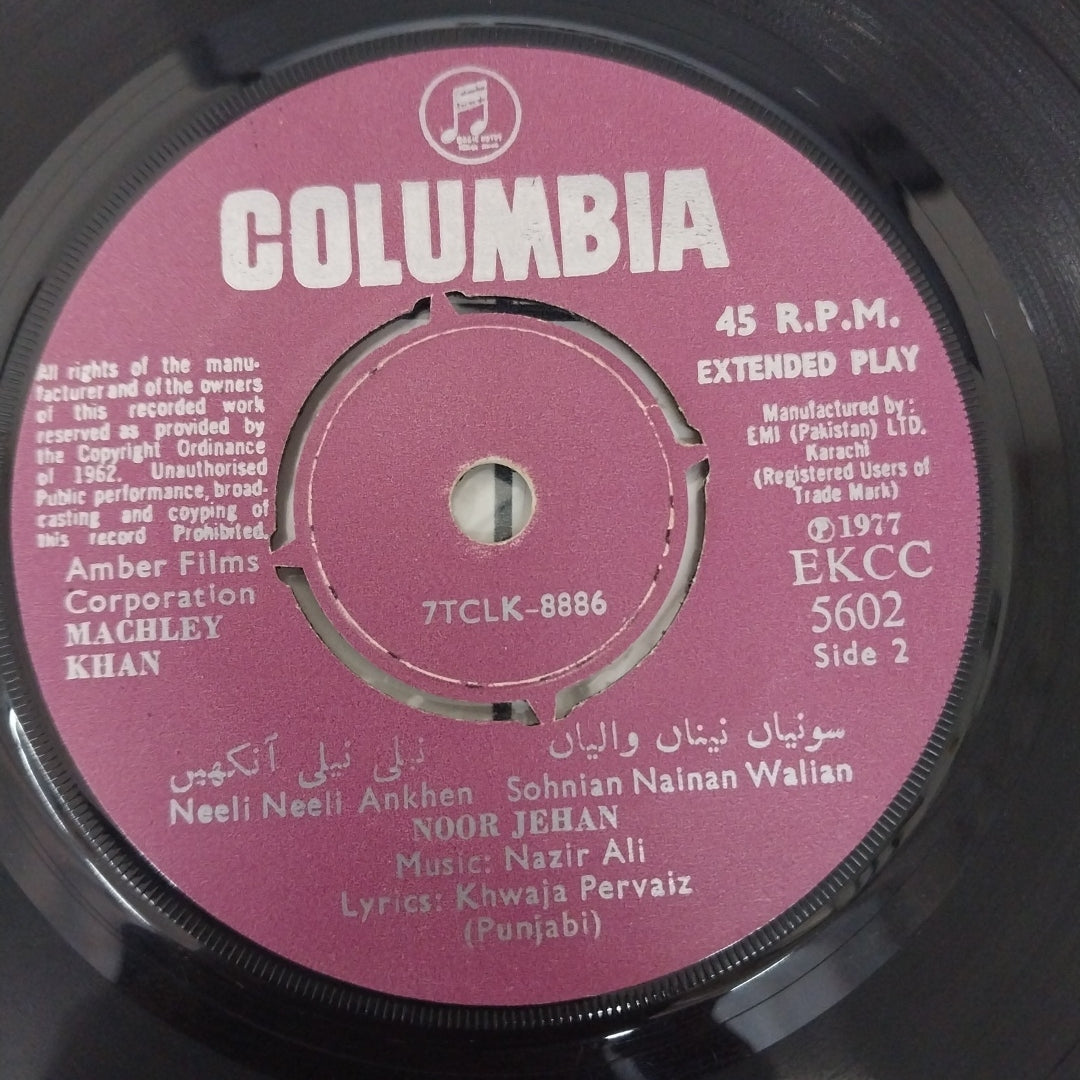 COLUMBIA
45 R.P.M.
EXTENDED PLAY
All rights of the manu-
facturer and of the owners
of this recorded work
reserved as provided by
the Copyright Ordinance
of 1962. Unauthorised
Public performance, broad-
casting and coyping of
this record Prohibited.
Manufactured by:
EMI (Pakistan) LTD.
Karachi
(Registered Users of
Trade Mark)
℗ 1977
EKCC
5602
Side 2
Amber Films
Corporation
MACHLEY
KHAN
7TCLK-8886
سونیاں نیناں والیاں
نیلی نیلی آنکھیں
Neeli Neeli Ankhen
Sohnian Nainan Walian
NOOR JEHAN
Music: Nazir Ali
Lyrics: Khwaja Pervaiz
(Punjabi)